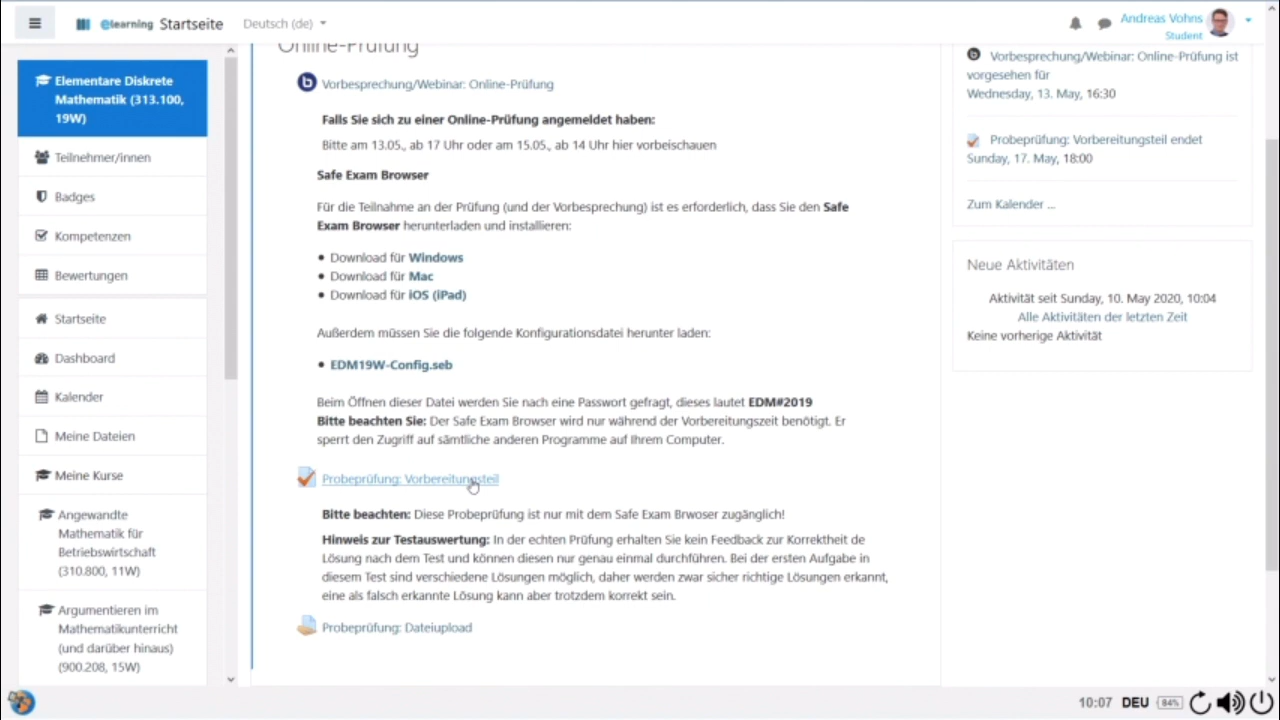 elearning Startseite Deutsch (de)
Andreas Vohns
Student
Elementare Diskrete
Mathematik (313.100,
19W)
Teilnehmer/innen
Badges
Kompetenzen
Bewertungen
Startseite
Dashboard
Kalender
Meine Dateien
Meine Kurse
Angewandte
Mathematik für
Betriebswirtschaft
(310.800, 11W)
Argumentieren im
Mathematikunterricht
(und darüber hinaus)
(900.208, 15W)
Online-Prüfung
Vorbesprechung/Webinar: Online-Prüfung
Falls Sie sich zu einer Online-Prüfung angemeldet haben:
Bitte am 13.05., ab 17 Uhr oder am 15.05., ab 14 Uhr hier vorbeischauen
Safe Exam Browser
Für die Teilnahme an der Prüfung (und der Vorbesprechung) ist es erforderlich, dass Sie den Safe
Exam Browser herunterladen und installieren:
• Download für Windows
• Download für Mac
• Download für iOS (iPad)
Außerdem müssen Sie die folgende Konfigurationsdatei herunter laden:
• EDM19W-Config.seb
Beim Öffnen dieser Datei werden Sie nach eine Passwort gefragt, dieses lautet EDM#2019
Bitte beachten Sie: Der Safe Exam Browser wird nur während der Vorbereitungszeit benötigt. Er
sperrt den Zugriff auf sämtliche anderen Programme auf Ihrem Computer.
Probeprüfung: Vorbereitungsteil
Bitte beachten: Diese Probeprüfung ist nur mit dem Safe Exam Brwoser zugänglich!
Hinweis zur Testauswertung: In der echten Prüfung erhalten Sie kein Feedback zur Korrektheit de
Lösung nach dem Test und können diesen nur genau einmal durchführen. Bei der ersten Aufgabe in
diesem Test sind verschiedene Lösungen möglich, daher werden zwar sicher richtige Lösungen erkannt,
eine als falsch erkannte Lösung kann aber trotzdem korrekt sein.
Probeprüfung: Dateiupload
Vorbesprechung/Webinar: Online-Prüfung ist
vorgesehen für
Wednesday, 13. May, 16:30
Probeprüfung: Vorbereitungsteil endet
Sunday, 17. May, 18:00
Zum Kalender ...
Neue Aktivitäten
Aktivität seit Sunday, 10. May 2020, 10:04
Alle Aktivitäten der letzten Zeit
Keine vorherige Aktivität
10:07 DEU 84%